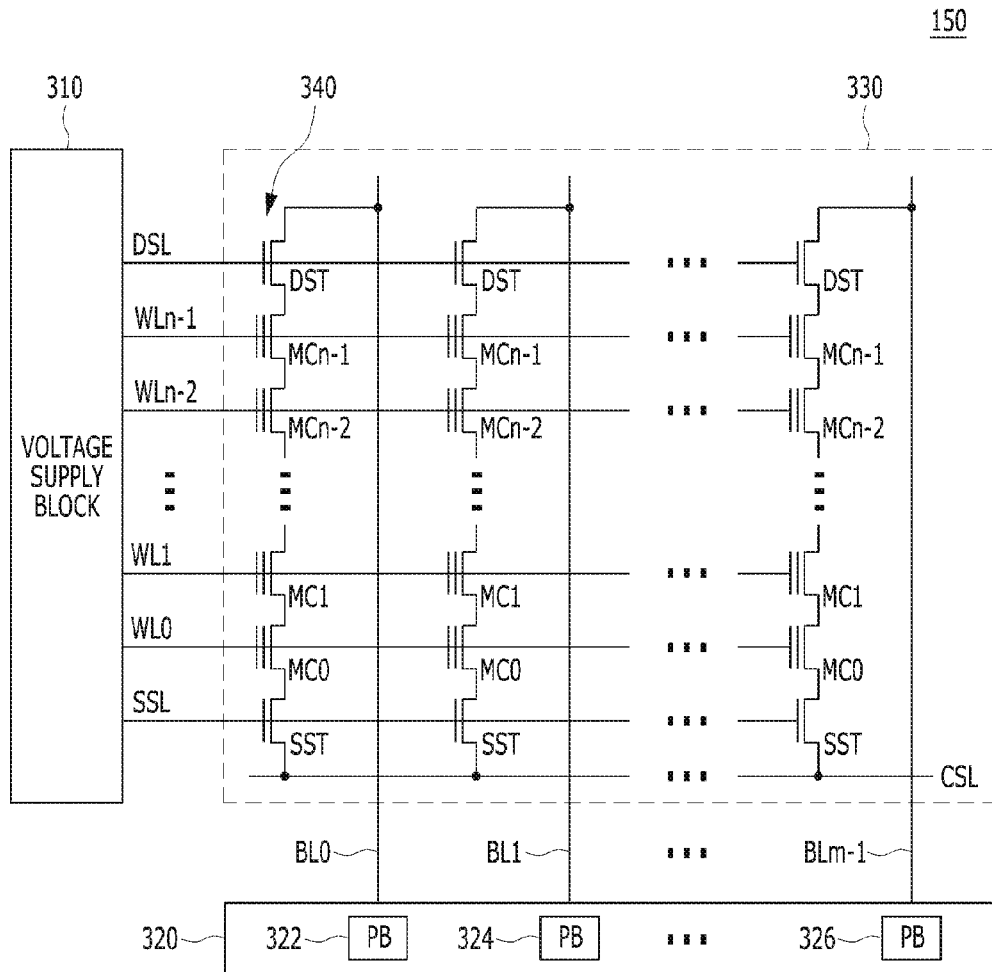 150
310
340
330
DSL
DST
DST
DST
WLn-1
MCn-1
MCn-1
MCn-1
WLn-2
MCn-2
MCn-2
MCn-2
VOLTAGE
SUPPLY
BLOCK
WL1
MC1
MC1
MC1
WL0
MC0
MC0
MC0
SSL
SST
SST
SST
CSL
BL0
BL1
BLm-1
320
322
PB
324
PB
326
PB